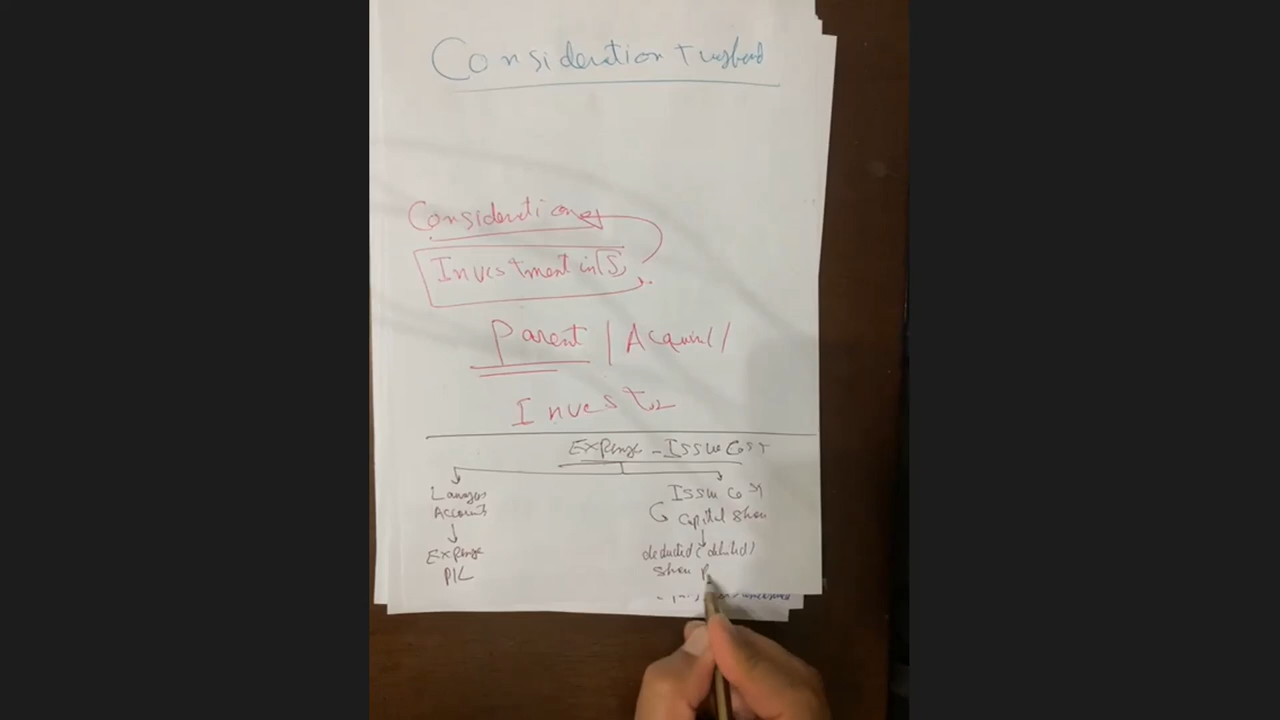 Consideration Transferred
Consideration
Investment in S
Parent / Acquirer /
Investor
Expense - Issue Cost
Lawyers
Accounts
Expense
P/L
Issue Cost
Capital Share
deducted (debited)
Share P